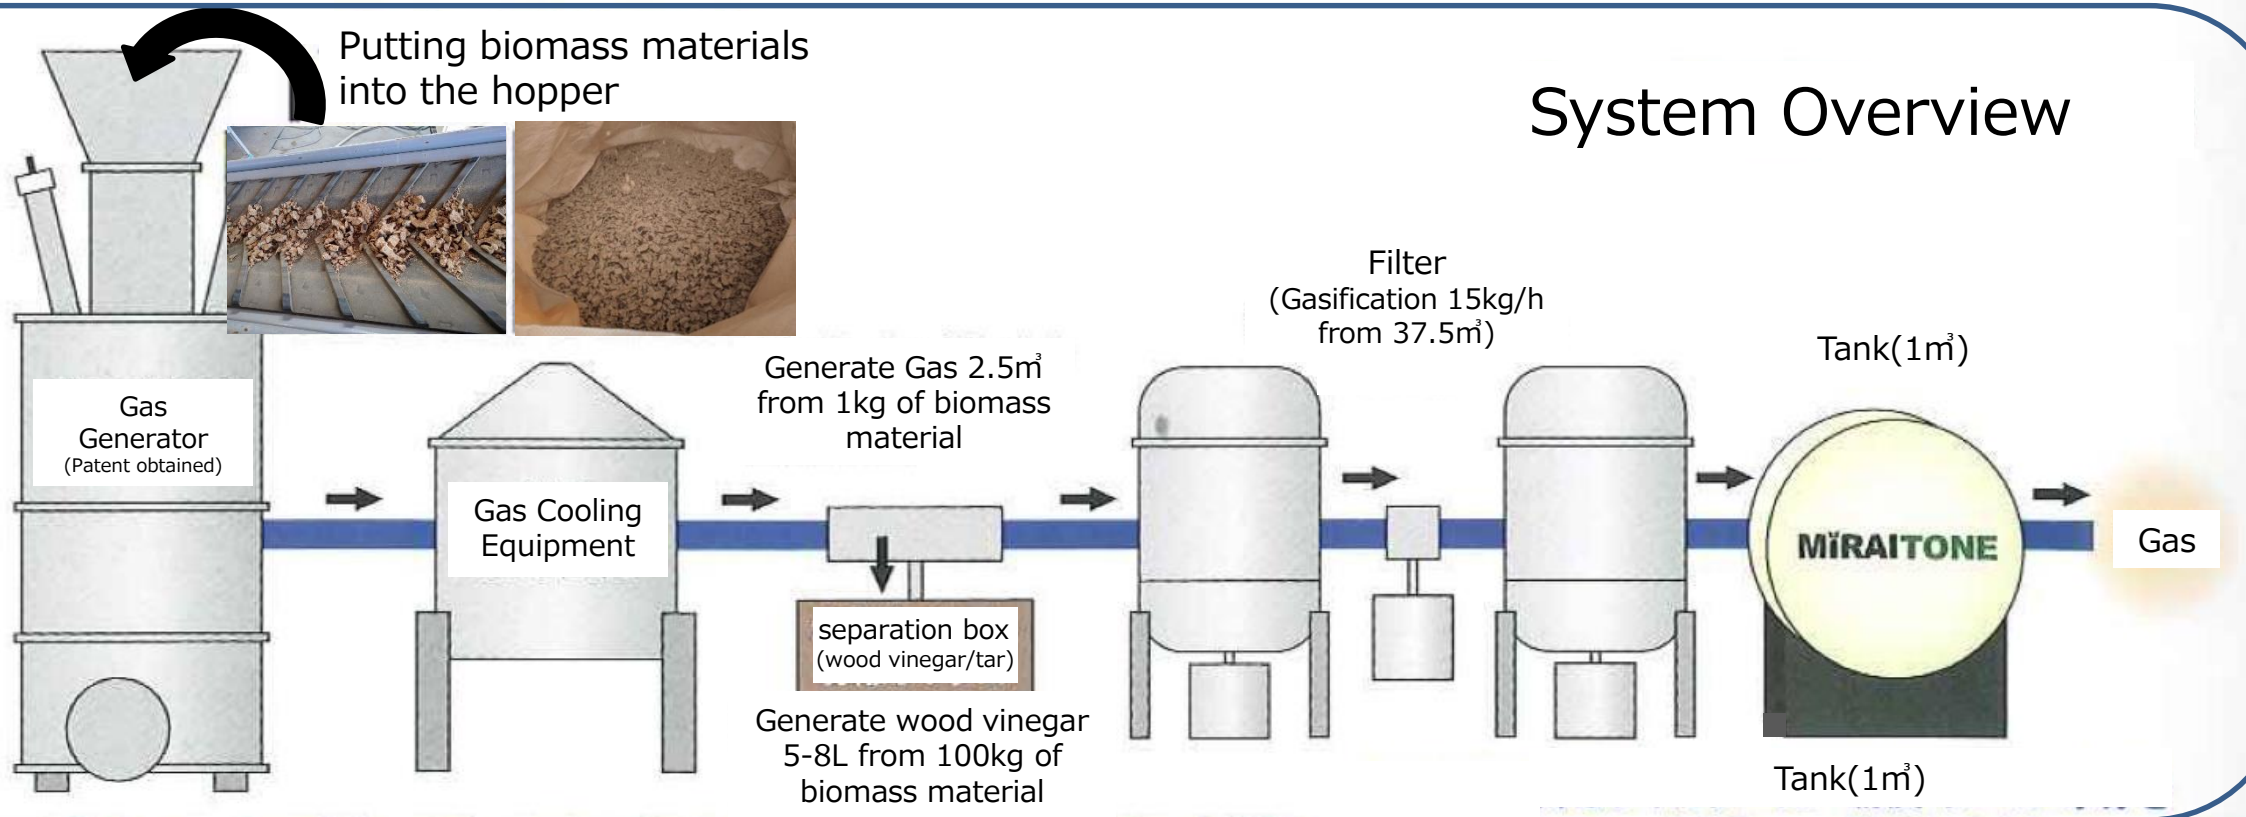 Putting biomass materials
into the hopper
System Overview
Gas
Generator
(Patent obtained)
Gas Cooling
Equipment
Generate Gas 2.5㎥
from 1kg of biomass
material
separation box
(wood vinegar/tar)
Generate wood vinegar
5-8L from 100kg of
biomass material
Filter
(Gasification 15kg/h
from 37.5㎥)
Tank(1㎥)
MiRAITONE
Tank(1㎥)
Gas